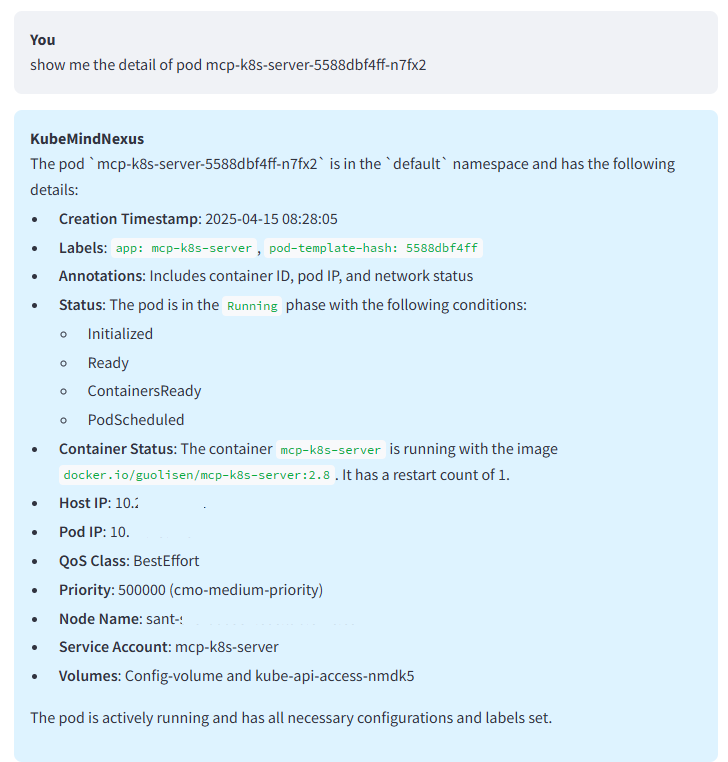 You
show me the detail of pod mcp-k8s-server-5588dbf4ff-n7fx2
KubeMindNexus
The pod `mcp-k8s-server-5588dbf4ff-n7fx2` is in the `default` namespace and has the following
details:
• Creation Timestamp: 2025-04-15 08:28:05
• Labels: app: mcp-k8s-server , pod-template-hash: 5588dbf4ff
• Annotations: Includes container ID, pod IP, and network status
• Status: The pod is in the Running phase with the following conditions:
◦ Initialized
◦ Ready
◦ ContainersReady
◦ PodScheduled
• Container Status: The container mcp-k8s-server is running with the image
docker.io/guolisen/mcp-k8s-server:2.8 . It has a restart count of 1.
• Host IP: 10.2
• Pod IP: 10.
• QoS Class: BestEffort
• Priority: 500000 (cmo-medium-priority)
• Node Name: sant-s
• Service Account: mcp-k8s-server
• Volumes: Config-volume and kube-api-access-nmdk5
The pod is actively running and has all necessary configurations and labels set.